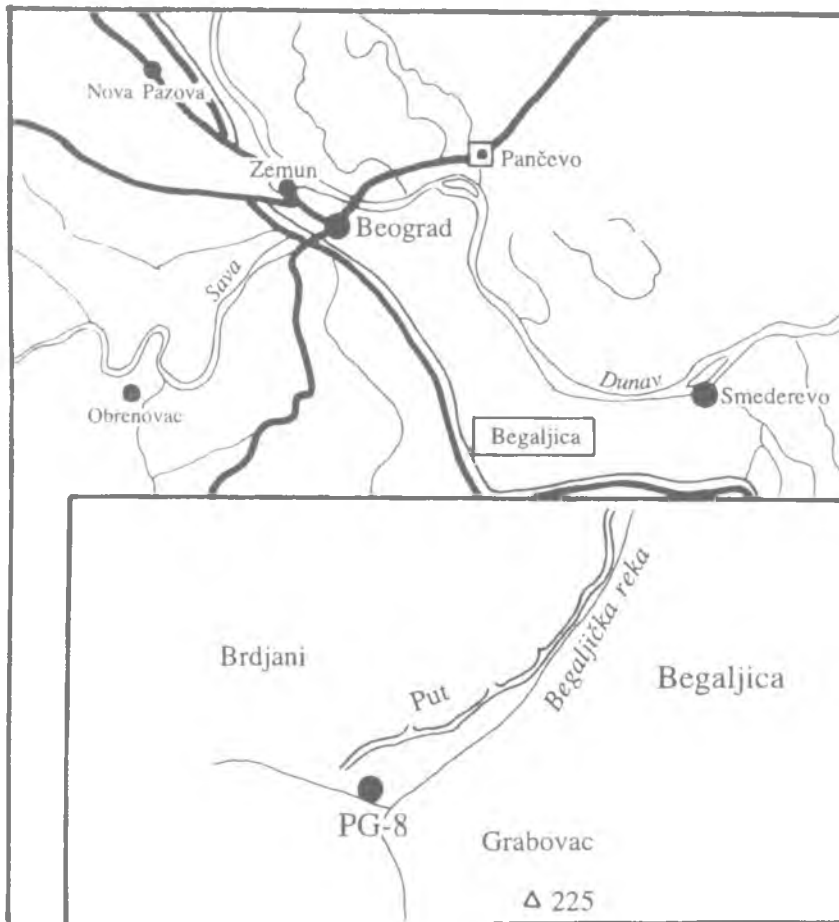 Nova Pazova
Zemun
Pančevo
Beograd
Sava
Dunav
Obrenovac
Smederevo
Begaljica
Brdjani
Put
Begaljička reka
Begaljica
PG-8
Grabovac
Δ 225